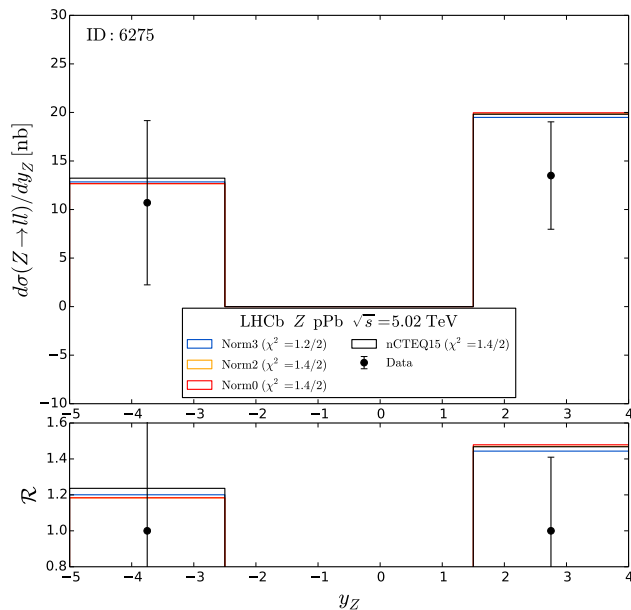 ID: 6275
dσ(Z→ll)/dy_Z [nb]
30
25
20
15
10
5
0
−5
−10
LHCb Z pPb √s =5.02 TeV
Norm3 (χ² =1.2/2)
Norm2 (χ² =1.4/2)
Norm0 (χ² =1.4/2)
nCTEQ15 (χ² =1.4/2)
Data
−5 −4 −3 −2 −1 0 1 2 3 4
R
1.6
1.4
1.2
1.0
0.8
−5 −4 −3 −2 −1 0 1 2 3 4
y_Z